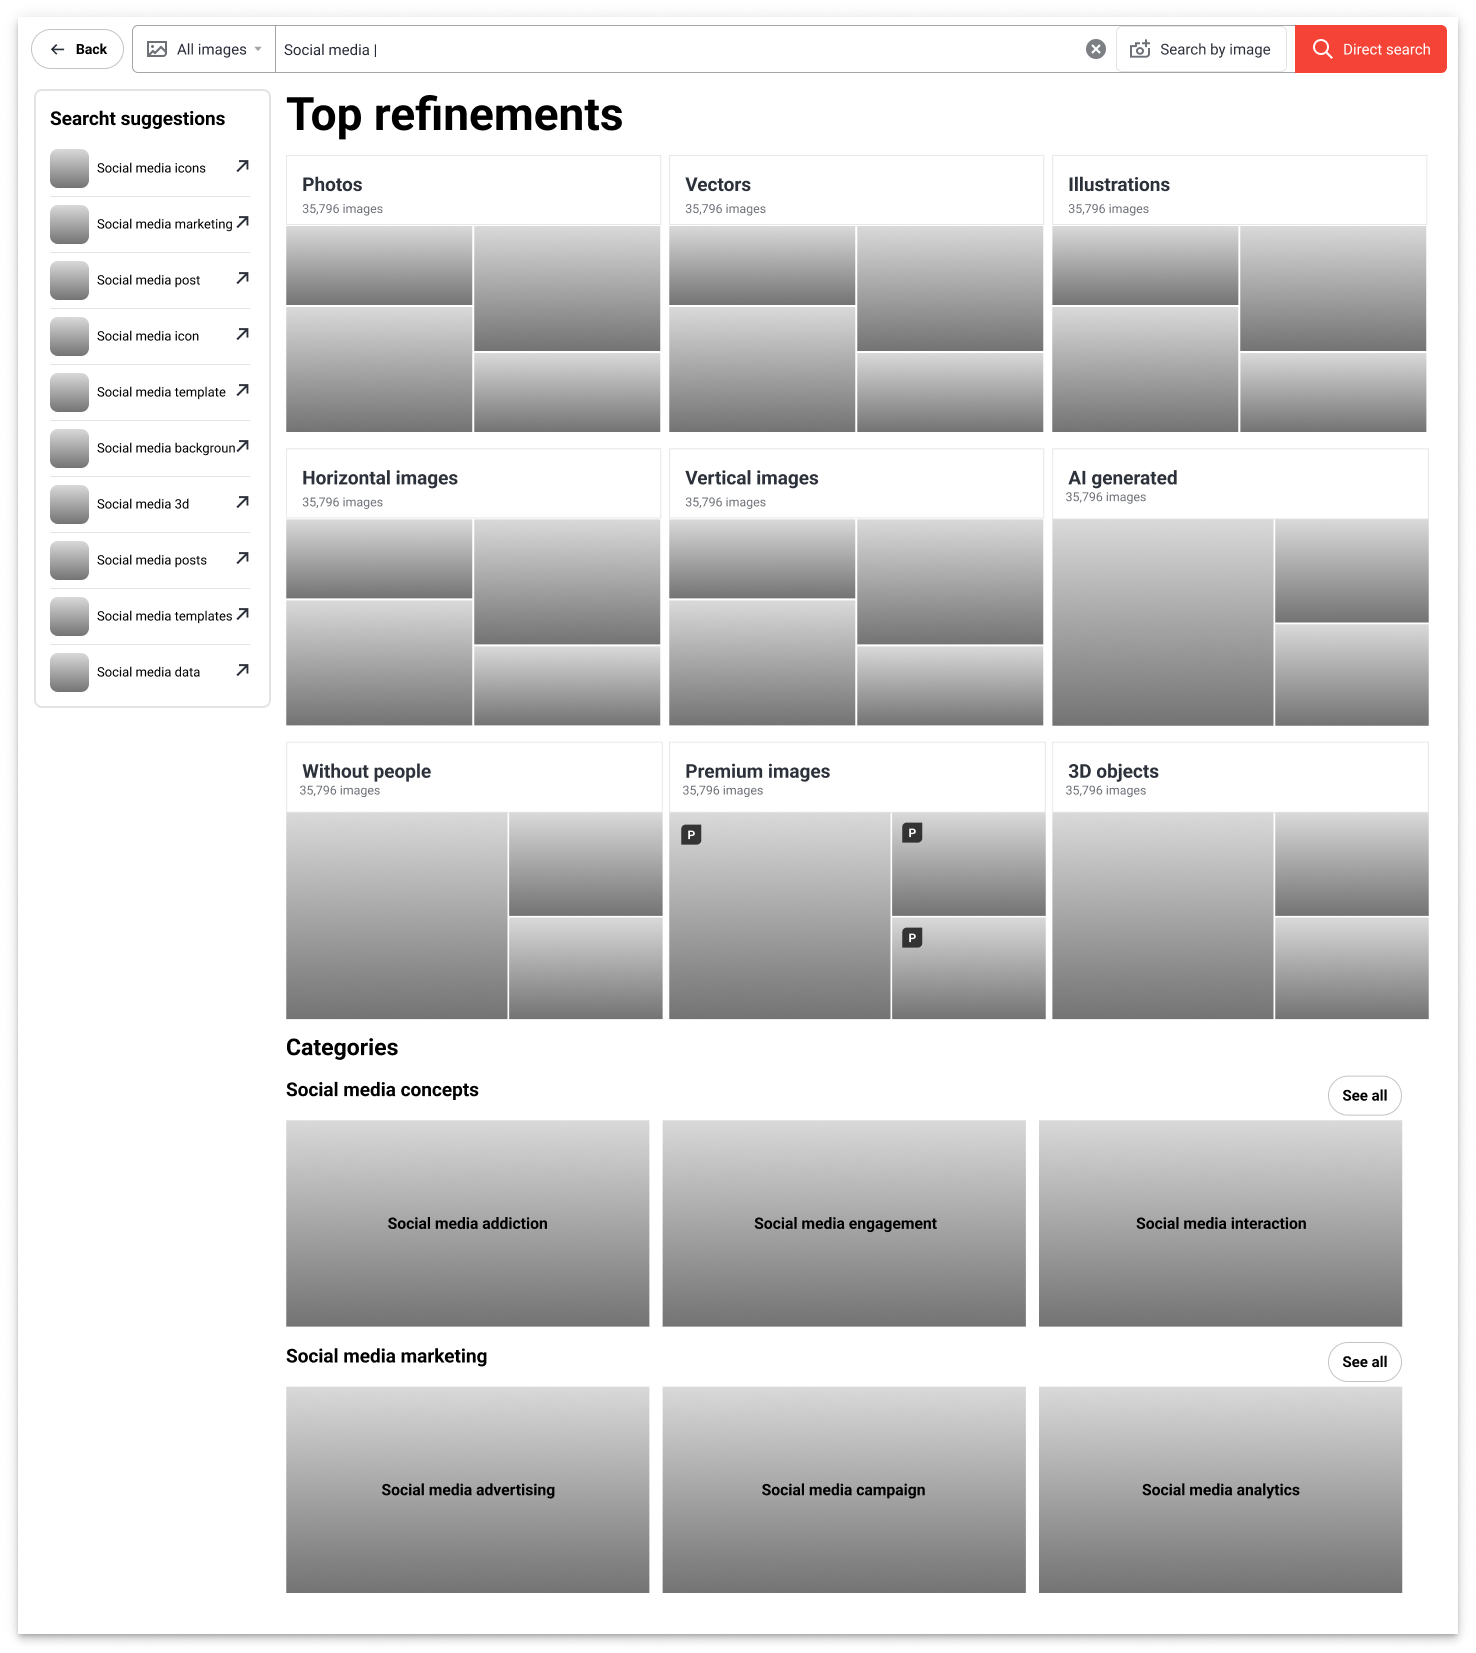 Back
All images
Social media |
Search by image
Direct search
Searcht suggestions
Social media icons
Social media marketing
Social media post
Social media icon
Social media template
Social media backgroun
Social media 3d
Social media posts
Social media templates
Social media data
Top refinements
Photos
35,796 images
Vectors
35,796 images
Illustrations
35,796 images
Horizontal images
35,796 images
Vertical images
35,796 images
AI generated
35,796 images
Without people
35,796 images
Premium images
35,796 images
P
P
P
3D objects
35,796 images
Categories
Social media concepts
See all
Social media addiction
Social media engagement
Social media interaction
Social media marketing
See all
Social media advertising
Social media campaign
Social media analytics